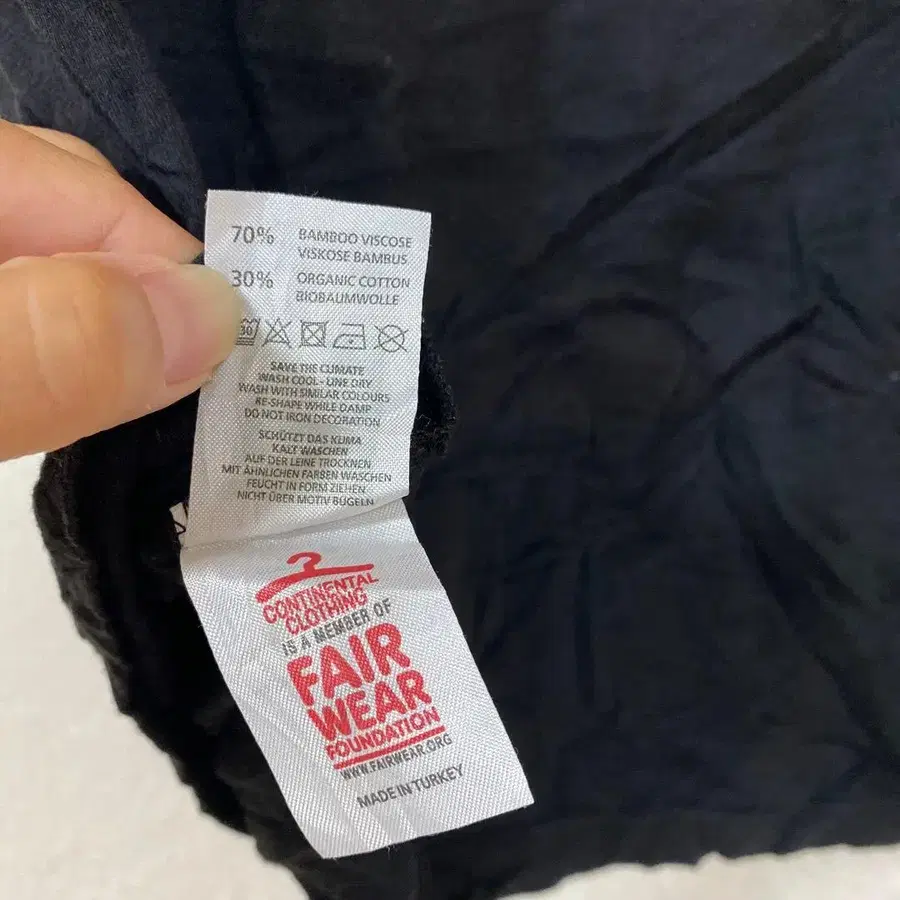 70% BAMBOO VISCOSE
VISKOSE BAMBUS
30% ORGANIC COTTON
BIOBAUMWOLLE
30
SAVE THE CLIMATE
WASH COOL - LINE DRY
WASH WITH SIMILAR COLOURS
RE-SHAPE WHILE DAMP
DO NOT IRON DECORATION
SCHÜTZT DAS KLIMA
KALT WASCHEN
AUF DER LEINE TROCKNEN
MIT ÄHNLICHEN FARBEN WASCHEN
FEUCHT IN FORM ZIEHEN
NICHT ÜBER MOTIV BÜGELN
CONTINENTAL
CLOTHING
IS A MEMBER OF
FAIR
WEAR
FOUNDATION
WWW.FAIRWEAR.ORG
MADE IN TURKEY